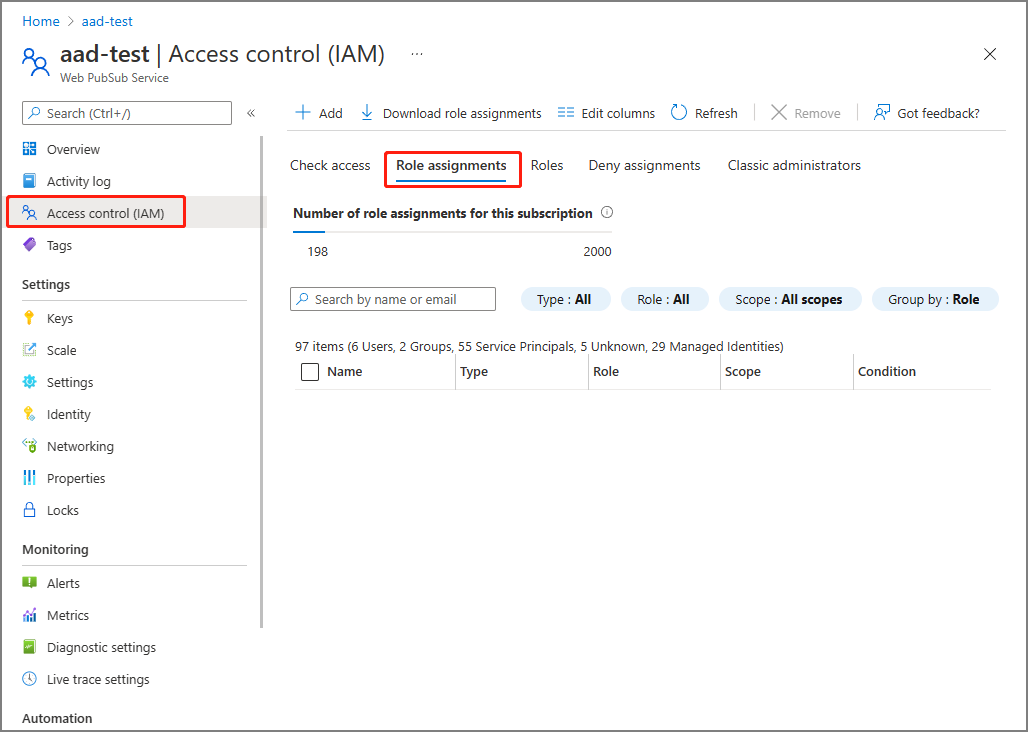 Home > aad-test
aad-test | Access control (IAM) ...
Web PubSub Service
Search (Ctrl+/)
«
Add
Download role assignments
Edit columns
Refresh
Remove
Got feedback?
Overview
Activity log
Access control (IAM)
Tags
Settings
Keys
Scale
Settings
Identity
Networking
Properties
Locks
Monitoring
Alerts
Metrics
Diagnostic settings
Live trace settings
Automation
Check access
Role assignments
Roles
Deny assignments
Classic administrators
Number of role assignments for this subscription
198 2000
Search by name or email
Type : All
Role : All
Scope : All scopes
Group by : Role
97 items (6 Users, 2 Groups, 55 Service Principals, 5 Unknown, 29 Managed Identities)
Name Type Role Scope Condition